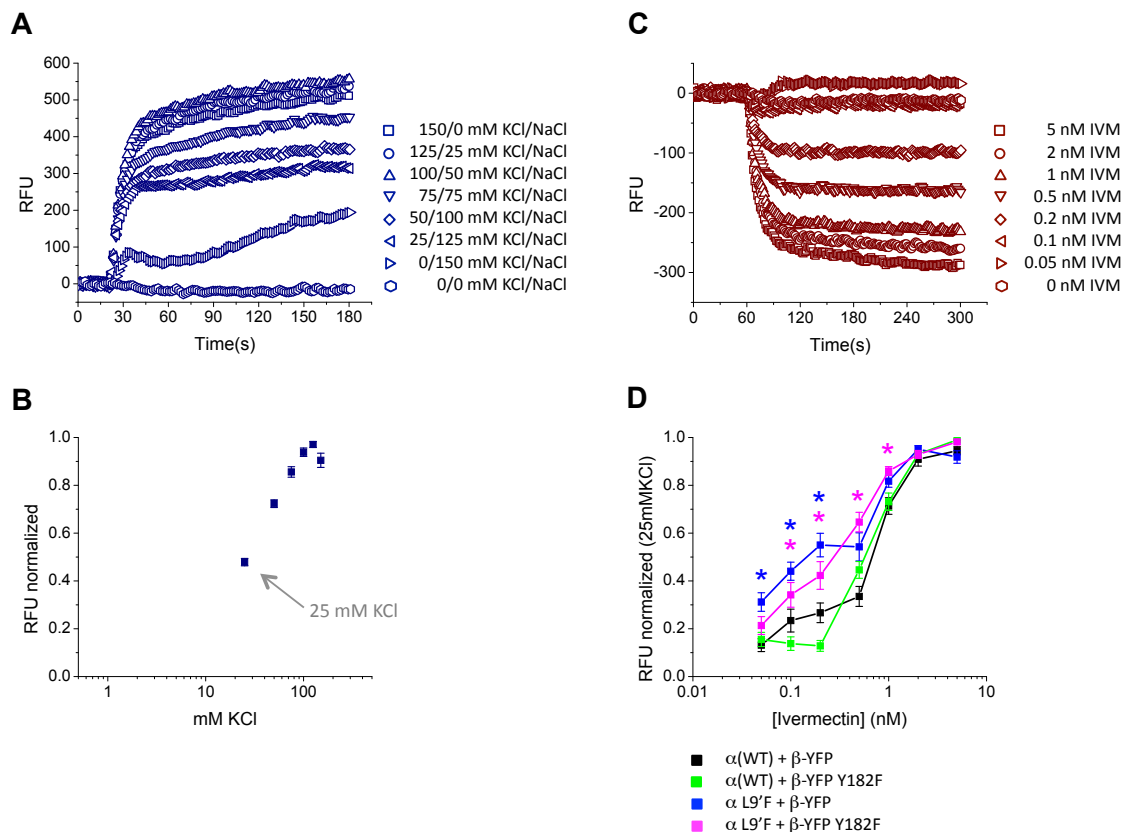 A
600
500
400
300
200
100
0
RFU
0 30 60 90 120 150 180
Time(s)
150/0 mM KCl/NaCl
125/25 mM KCl/NaCl
100/50 mM KCl/NaCl
75/75 mM KCl/NaCl
50/100 mM KCl/NaCl
25/125 mM KCl/NaCl
0/150 mM KCl/NaCl
0/0 mM KCl/NaCl
B
1.0
0.8
0.6
0.4
0.2
0.0
RFU normalized
25 mM KCl
1 10 100
mM KCl
C
0
-100
-200
-300
RFU
0 60 120 180 240 300
Time(s)
5 nM IVM
2 nM IVM
1 nM IVM
0.5 nM IVM
0.2 nM IVM
0.1 nM IVM
0.05 nM IVM
0 nM IVM
D
1.0
0.8
0.6
0.4
0.2
0.0
RFU normalized (25mMKCl)
* * * * * * *
0.01 0.1 1 10
[Ivermectin] (nM)
α(WT) + β-YFP
α(WT) + β-YFP Y182F
α L9’F + β-YFP
α L9’F + β-YFP Y182F